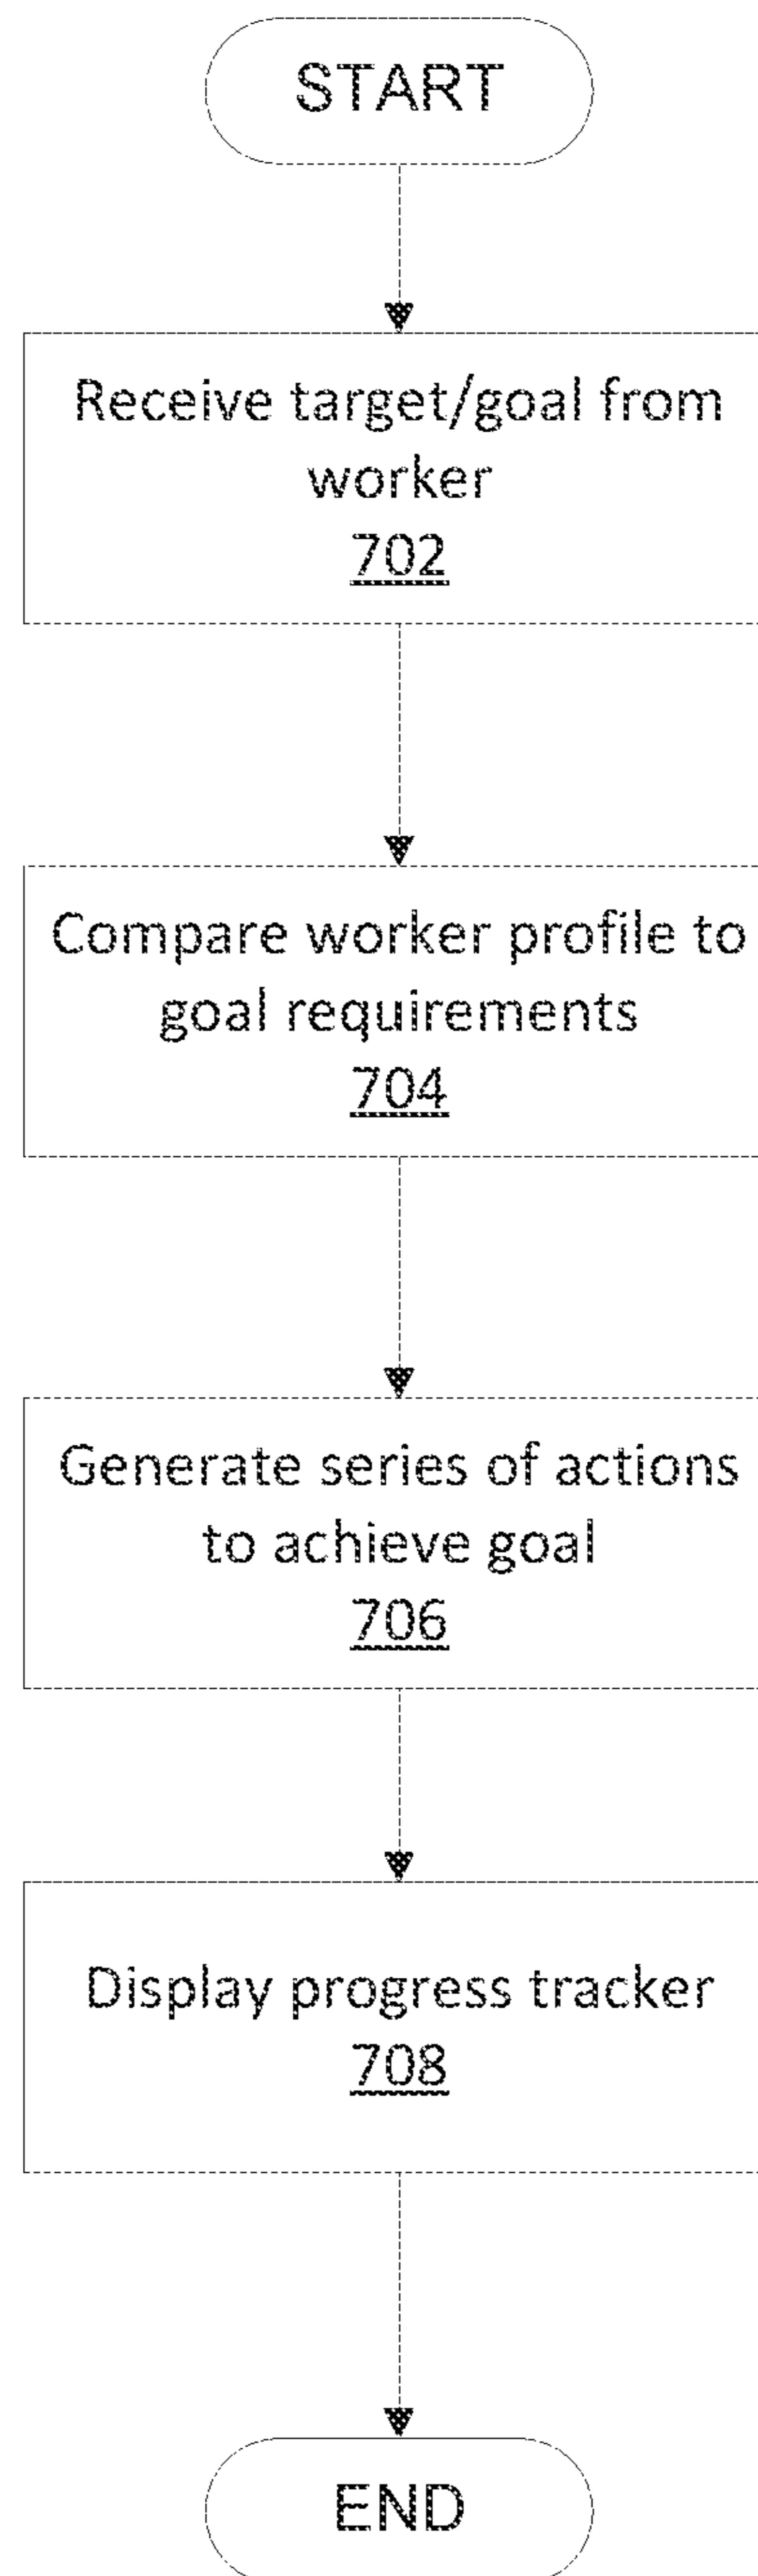 START
Receive target/goal from
worker
702
Compare worker profile to
goal requirements
704
Generate series of actions
to achieve goal
706
Display progress tracker
708
END